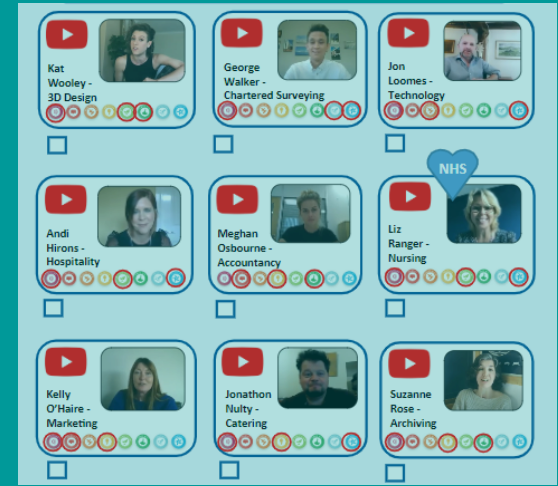 Kat
Wooley -
3D Design
George
Walker -
Chartered Surveying
Jon
Loomes -
Technology
NHS
Andi
Hirons -
Hospitality
Meghan
Osbourne -
Accountancy
Liz
Ranger -
Nursing
Kelly
O'Haire -
Marketing
Jonathon
Nulty -
Catering
Suzanne
Rose -
Archiving